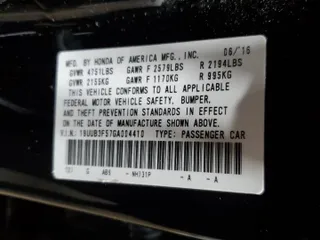 MFD. BY HONDA OF AMERICA MFG., INC. 06/'16
GVWR 4751LBS GAWR F 2579LBS R 2194LBS
GVWR 2155KG GAWR F 1170KG R 995KG
THIS VEHICLE CONFORMS TO ALL APPLICABLE
FEDERAL MOTOR VEHICLE SAFETY, BUMPER,
AND THEFT PREVENTION STANDARDS IN EFFECT
ON THE DATE OF MANUFACTURE SHOWN ABOVE.
V.I.N. 19UUB3F57GA004410 TYPE: PASSENGER CAR
G - NH731P - A - A